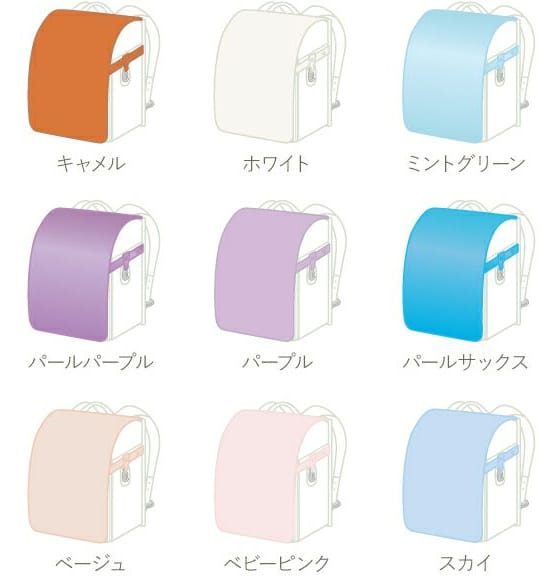 キャメル
ホワイト
ミントグリーン
パールパープル
パープル
パールサックス
ベージュ
ベビーピンク
スカイ